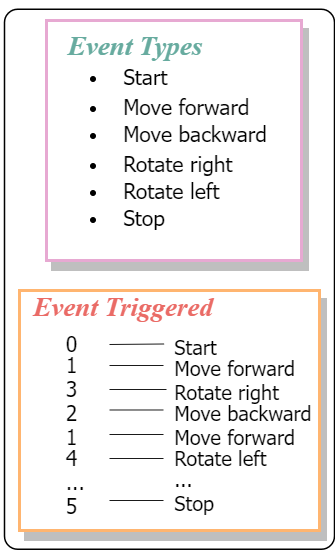 Event Types
• Start
• Move forward
• Move backward
• Rotate right
• Rotate left
• Stop
Event Triggered
0 Start
1 Move forward
3 Rotate right
2 Move backward
1 Move forward
4 Rotate left
... ...
5 Stop